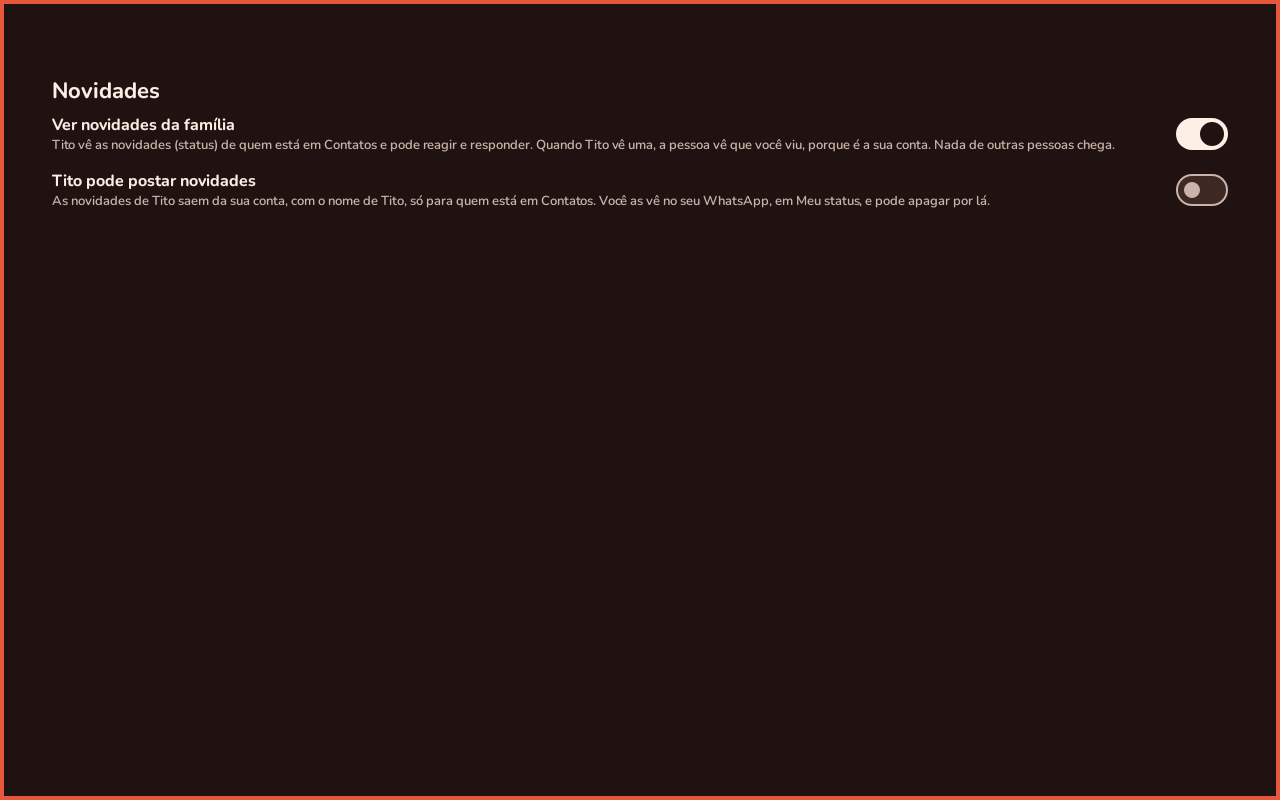 Novidades
Ver novidades da família
Tito vê as novidades (status) de quem está em Contatos e pode reagir e responder. Quando Tito vê uma, a pessoa vê que você viu, porque é a sua conta. Nada de outras pessoas chega.
Tito pode postar novidades
As novidades de Tito saem da sua conta, com o nome de Tito, só para quem está em Contatos. Você as vê no seu WhatsApp, em Meu status, e pode apagar por lá.